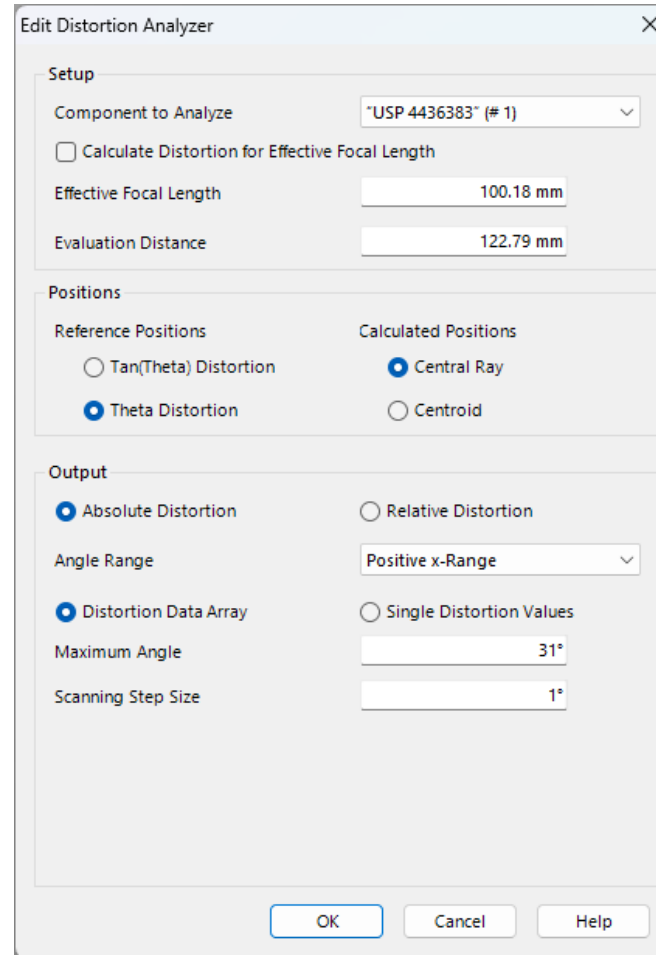 Edit Distortion Analyzer
Setup
Component to Analyze "USP 4436383" (# 1)
Calculate Distortion for Effective Focal Length
Effective Focal Length 100.18 mm
Evaluation Distance 122.79 mm
Positions
Reference Positions Calculated Positions
Tan(Theta) Distortion Central Ray
Theta Distortion Centroid
Output
Absolute Distortion Relative Distortion
Angle Range Positive x-Range
Distortion Data Array Single Distortion Values
Maximum Angle 31°
Scanning Step Size 1°
OK Cancel Help